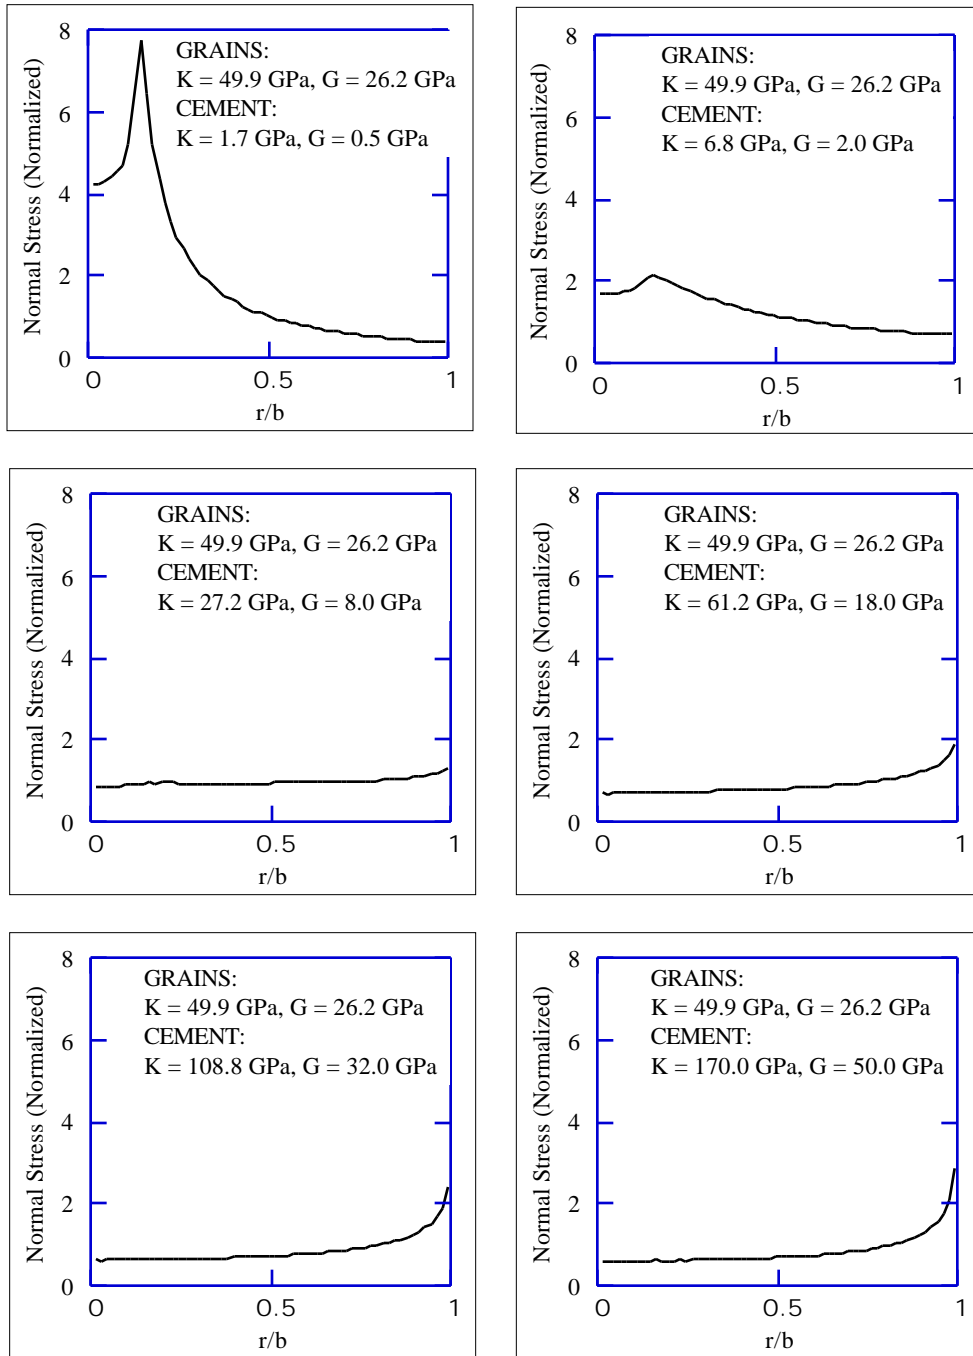 Normal Stress (Normalized)
8
6
4
2
0
GRAINS:
K = 49.9 GPa, G = 26.2 GPa
CEMENT:
K = 1.7 GPa, G = 0.5 GPa
0 0.5 1
r/b
Normal Stress (Normalized)
8
6
4
2
0
GRAINS:
K = 49.9 GPa, G = 26.2 GPa
CEMENT:
K = 6.8 GPa, G = 2.0 GPa
0 0.5 1
r/b
Normal Stress (Normalized)
8
6
4
2
0
GRAINS:
K = 49.9 GPa, G = 26.2 GPa
CEMENT:
K = 27.2 GPa, G = 8.0 GPa
0 0.5 1
r/b
Normal Stress (Normalized)
8
6
4
2
0
GRAINS:
K = 49.9 GPa, G = 26.2 GPa
CEMENT:
K = 61.2 GPa, G = 18.0 GPa
0 0.5 1
r/b
Normal Stress (Normalized)
8
6
4
2
0
GRAINS:
K = 49.9 GPa, G = 26.2 GPa
CEMENT:
K = 108.8 GPa, G = 32.0 GPa
0 0.5 1
r/b
Normal Stress (Normalized)
8
6
4
2
0
GRAINS:
K = 49.9 GPa, G = 26.2 GPa
CEMENT:
K = 170.0 GPa, G = 50.0 GPa
0 0.5 1
r/b